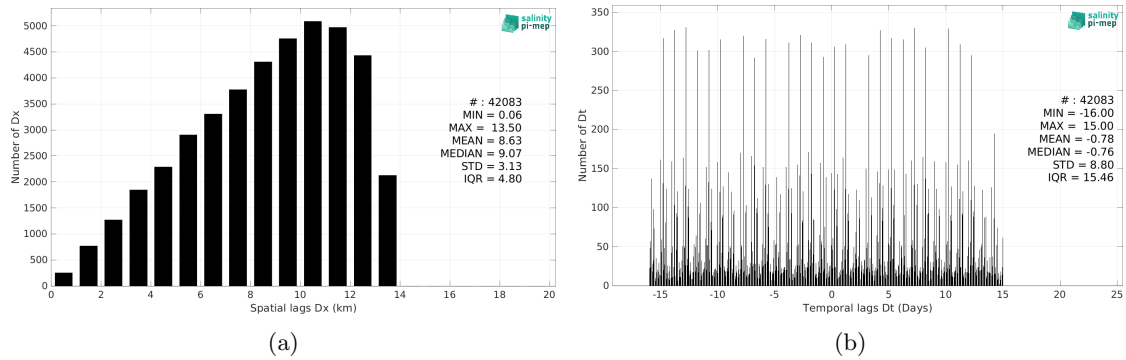 5000
4500
4000
3500
3000
2500
2000
1500
1000
500
0
Number of Dx
0 2 4 6 8 10 12 14 16 18 20
Spatial lags Dx (km)
salinity
pi-mep
# : 42083
MIN = 0.06
MAX = 13.50
MEAN = 8.63
MEDIAN = 9.07
STD = 3.13
IQR = 4.80
(a)
350
300
250
200
150
100
50
0
Number of Dt
-15 -10 -5 0 5 10 15 20 25
Temporal lags Dt (Days)
salinity
pi-mep
# : 42083
MIN = -16.00
MAX = 15.00
MEAN = -0.78
MEDIAN = -0.76
STD = 8.80
IQR = 15.46
(b)